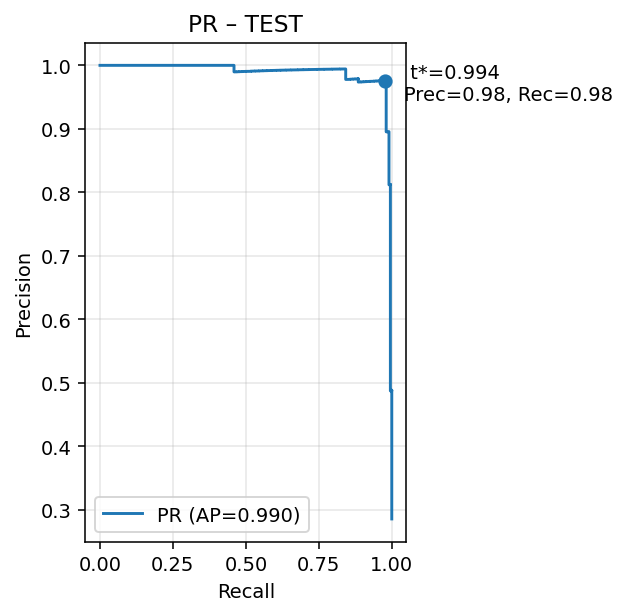 PR – TEST
t*=0.994
Prec=0.98, Rec=0.98
1.0
0.9
0.8
0.7
0.6
0.5
0.4
0.3
Precision
PR (AP=0.990)
0.00 0.25 0.50 0.75 1.00
Recall